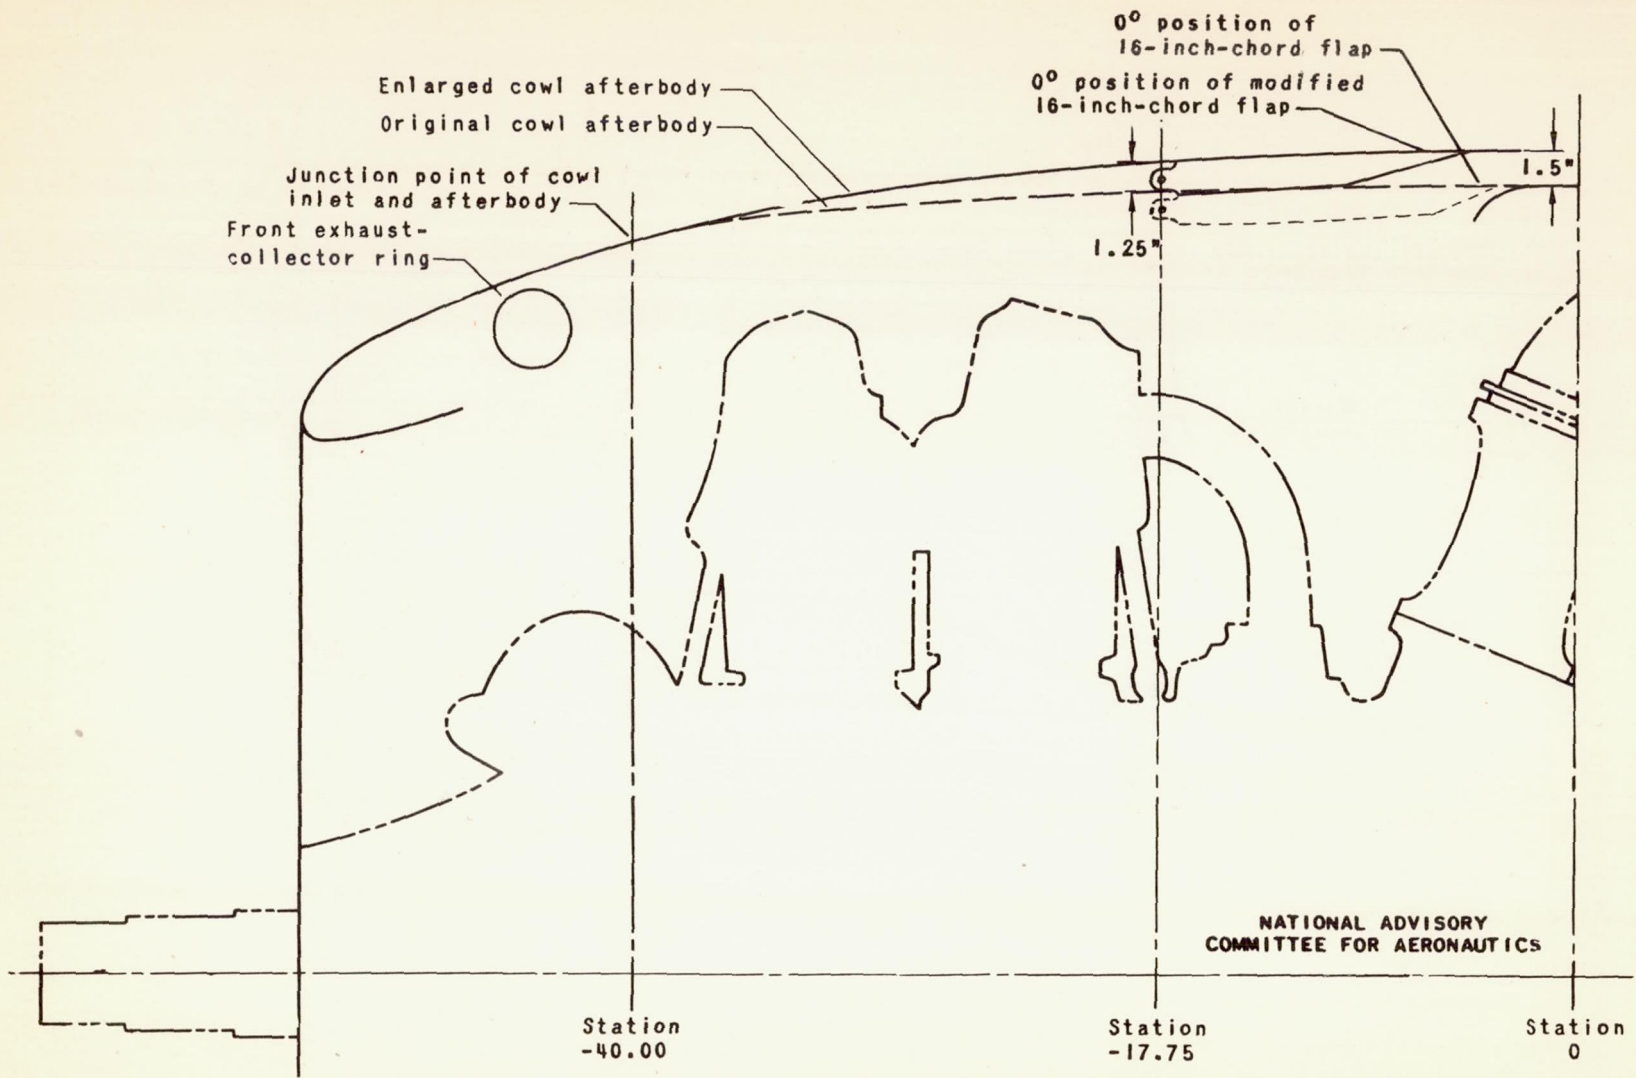 0° position of
16-inch-chord flap
Enlarged cowl afterbody
0° position of modified
16-inch-chord flap
Original cowl afterbody
Junction point of cowl
inlet and afterbody
Front exhaust-
collector ring
1.5"
1.25"
NATIONAL ADVISORY
COMMITTEE FOR AERONAUTICS
Station
-40.00
Station
-17.75
Station
0